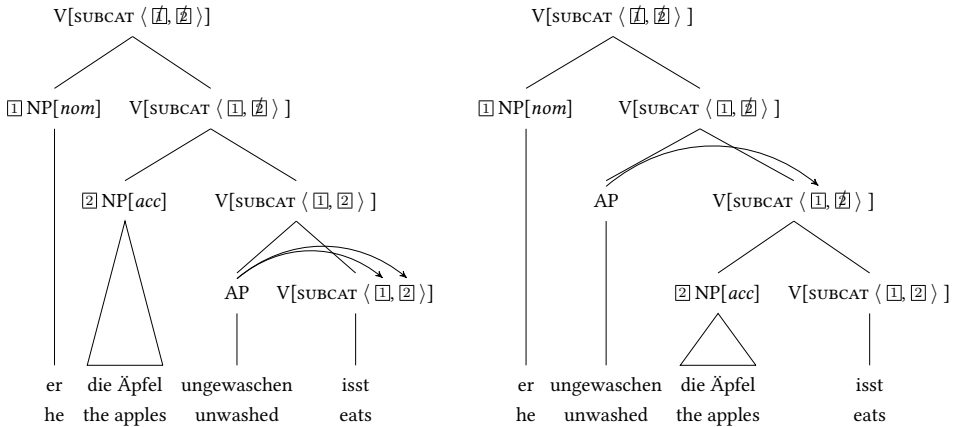 V[SUBCAT ⟨ 1̸, 2̸ ⟩]
1 NP[nom] V[SUBCAT ⟨ 1, 2̸ ⟩ ]
2 NP[acc] V[SUBCAT ⟨ 1, 2 ⟩ ]
AP V[SUBCAT ⟨ 1, 2 ⟩]
er die Äpfel ungewaschen isst
he the apples unwashed eats
V[SUBCAT ⟨ 1̸, 2̸ ⟩]
1 NP[nom] V[SUBCAT ⟨ 1, 2̸ ⟩ ]
AP V[SUBCAT ⟨ 1, 2̸ ⟩ ]
2 NP[acc] V[SUBCAT ⟨ 1, 2 ⟩ ]
er ungewaschen die Äpfel isst
he unwashed the apples eats